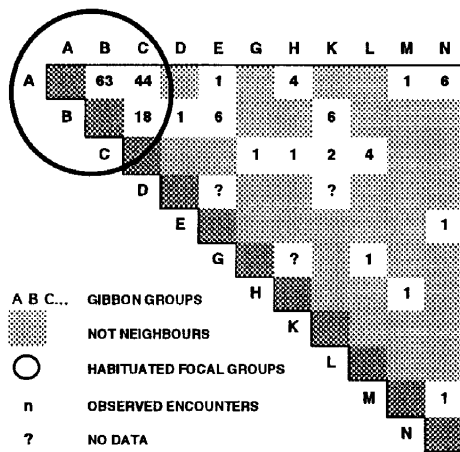 A B C D E G H K L M N
A 63 44 1 4 1 6
B 18 1 6 6
C 1 1 2 4
D ? ?
E 1
G ? 1
H 1
K
L
M 1
N
A B C... GIBBON GROUPS
NOT NEIGHBOURS
HABITUATED FOCAL GROUPS
n OBSERVED ENCOUNTERS
? NO DATA